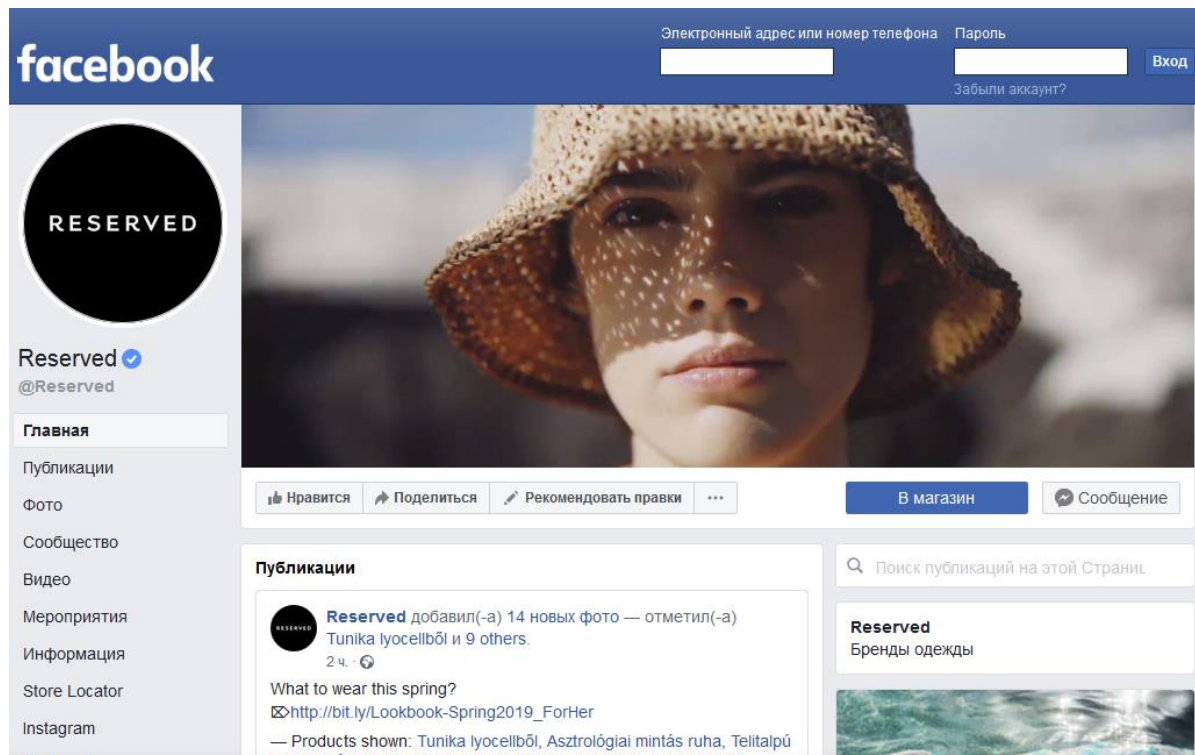 facebook
Электронный адрес или номер телефона
Пароль
Вход
Забыли аккаунт?
RESERVED
Reserved
@Reserved
Главная
Публикации
Фото
Сообщество
Видео
Мероприятия
Информация
Store Locator
Instagram
Нравится
Поделиться
Рекомендовать правки
В магазин
Сообщение
Публикации
RESERVED
Reserved добавил(-а) 14 новых фото — отметил(-а)
Tunika lyocellből и 9 others.
2 ч. ·
What to wear this spring?
⌦http://bit.ly/Lookbook-Spring2019_ForHer
— Products shown: Tunika lyocellből, Asztrológiai mintás ruha, Telitalpú
Поиск публикаций на этой Страниц
Reserved
Бренды одежды